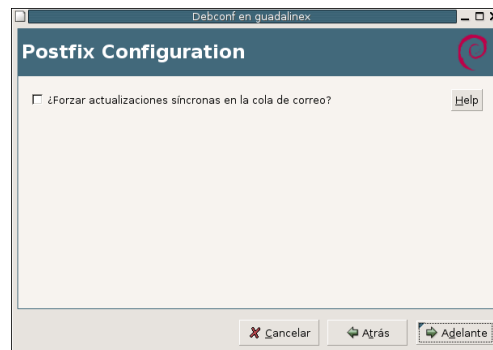 Debconf en guadalinex
Postfix Configuration
¿Forzar actualizaciones síncronas en la cola de correo?
Help
Cancelar
Atrás
Adelante